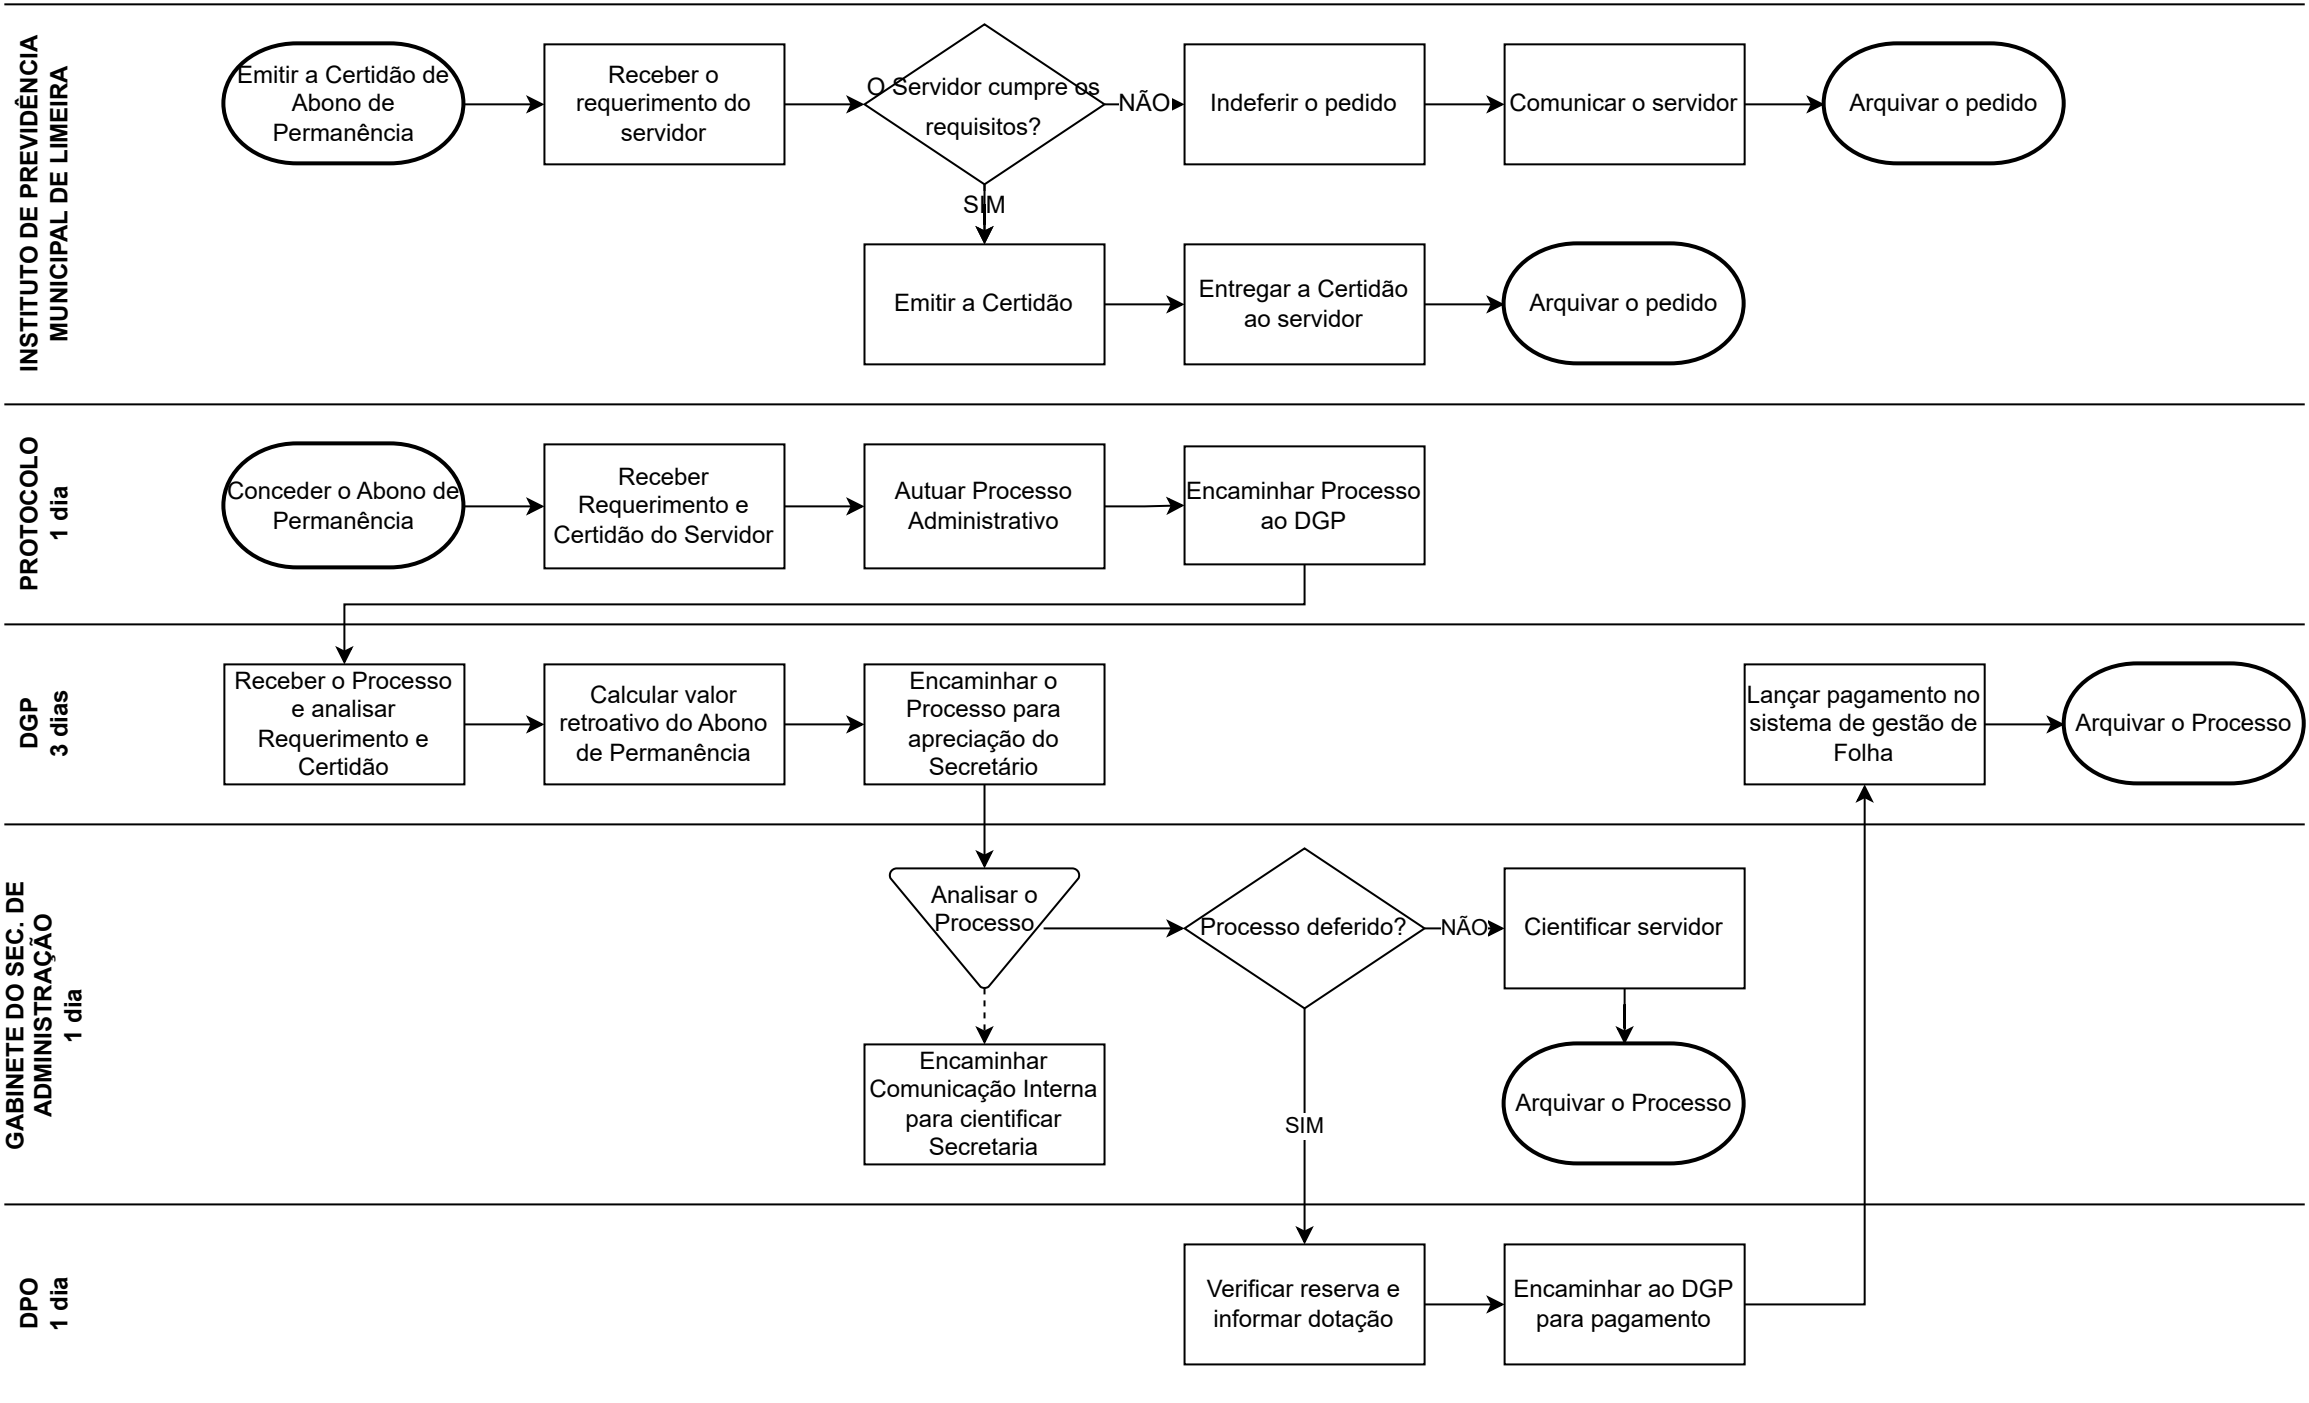 INSTITUTO DE PREVIDÊNCIA
MUNICIPAL DE LIMEIRA
Emitir a Certidão de
Abono de
Permanência
Receber o
requerimento do
servidor
O Servidor cumpre os
requisitos?
NÃO
Indeferir o pedido
Comunicar o servidor
Arquivar o pedido
SIM
Emitir a Certidão
Entregar a Certidão
ao servidor
Arquivar o pedido
PROTOCOLO
1 dia
Conceder o Abono de
Permanência
Receber
Requerimento e
Certidão do Servidor
Autuar Processo
Administrativo
Encaminhar Processo
ao DGP
DGP
3 dias
Receber o Processo
e analisar
Requerimento e
Certidão
Calcular valor
retroativo do Abono
de Permanência
Encaminhar o
Processo para
apreciação do
Secretário
Lançar pagamento no
sistema de gestão de
Folha
Arquivar o Processo
GABINETE DO SEC. DE
ADMINISTRAÇÃO
1 dia
Analisar o
Processo
Processo deferido?
NÃO
Cientificar servidor
Encaminhar
Comunicação Interna
para cientificar
Secretaria
SIM
Arquivar o Processo
DPO
1 dia
Verificar reserva e
informar dotação
Encaminhar ao DGP
para pagamento